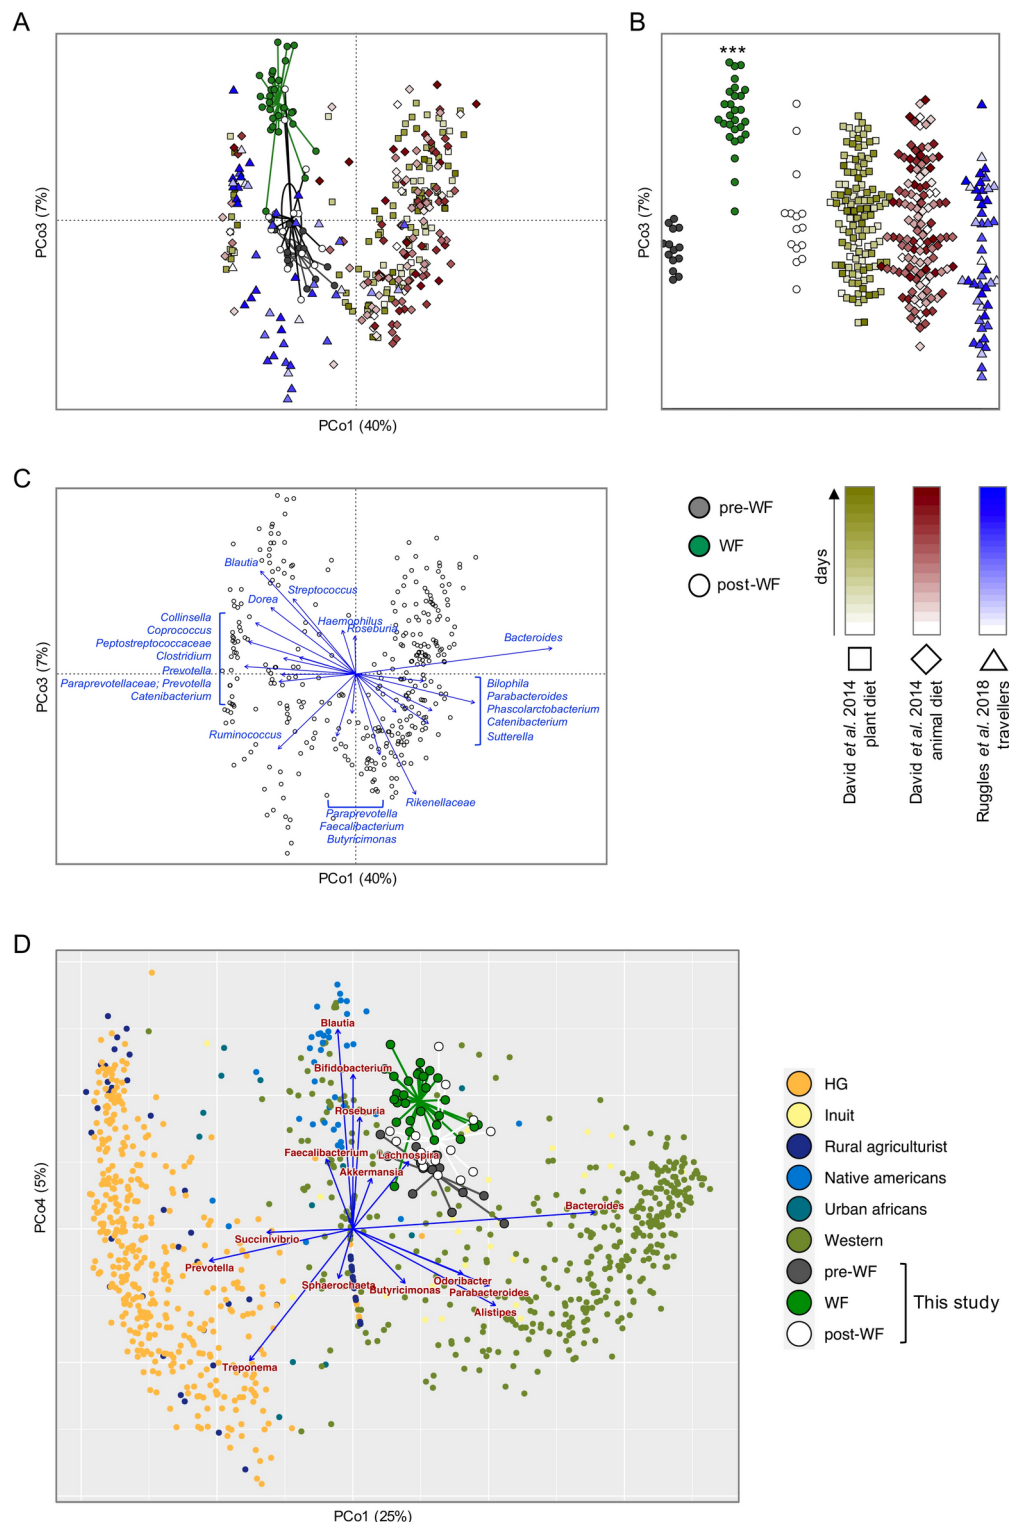 A
B
PCo3 (7%)
PCo1 (40%)
PCo3 (7%)
***
C
PCo3 (7%)
PCo1 (40%)
Blautia
Streptococcus
Dorea
Haemophilus
Roseburia
Collinsella
Coprococcus
Peptostreptococcaceae
Clostridium
Prevotella
Paraprevotellaceae; Prevotella
Catenibacterium
Bacteroides
Bilophila
Parabacteroides
Phascolarctobacterium
Catenibacterium
Sutterella
Ruminococcus
Rikenellaceae
Paraprevotella
Faecalibacterium
Butyricimonas
pre-WF
WF
post-WF
days
David et al. 2014
plant diet
David et al. 2014
animal diet
Ruggles et al. 2018
travellers
D
PCo4 (5%)
PCo1 (25%)
Blautia
Bifidobacterium
Roseburia
Faecalibacterium
Lachnospira
Akkermansia
Bacteroides
Succinivibrio
Prevotella
Sphaerochaeta
Butyricimonas
Odoribacter
Parabacteroides
Alistipes
Treponema
HG
Inuit
Rural agriculturist
Native americans
Urban africans
Western
pre-WF
WF
post-WF
This study